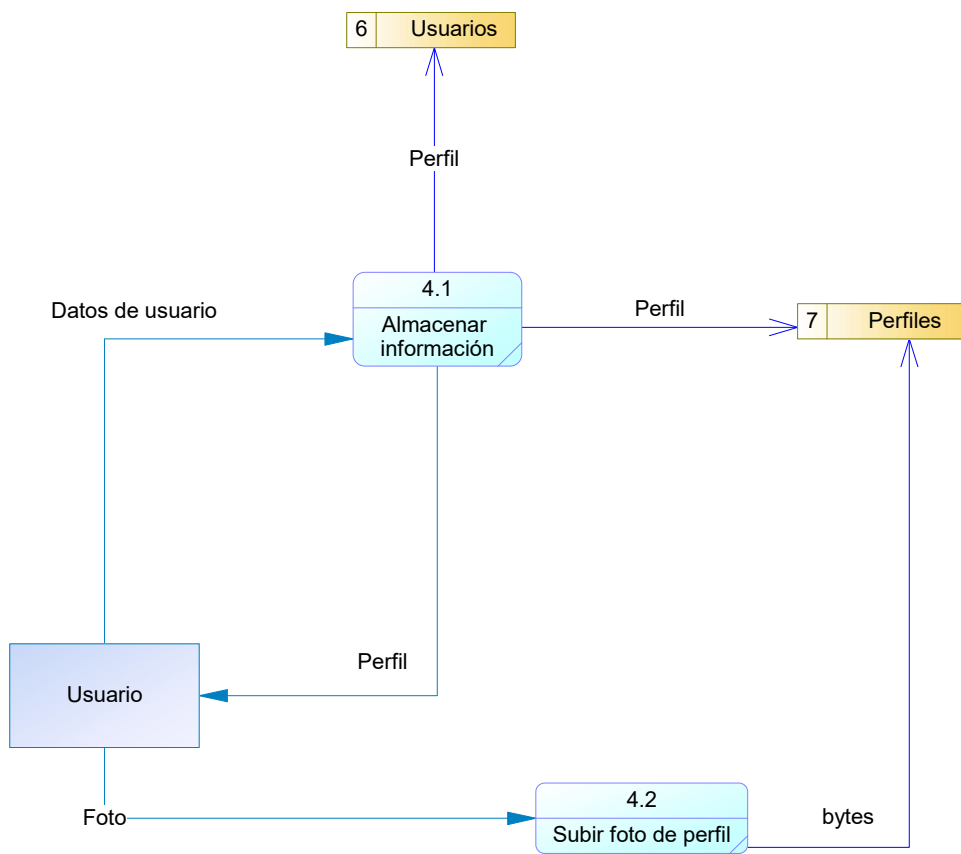 6 Usuarios
Perfil
4.1
Almacenar
información
Datos de usuario
Perfil
7 Perfiles
Perfil
Usuario
Foto
4.2
Subir foto de perfil
bytes